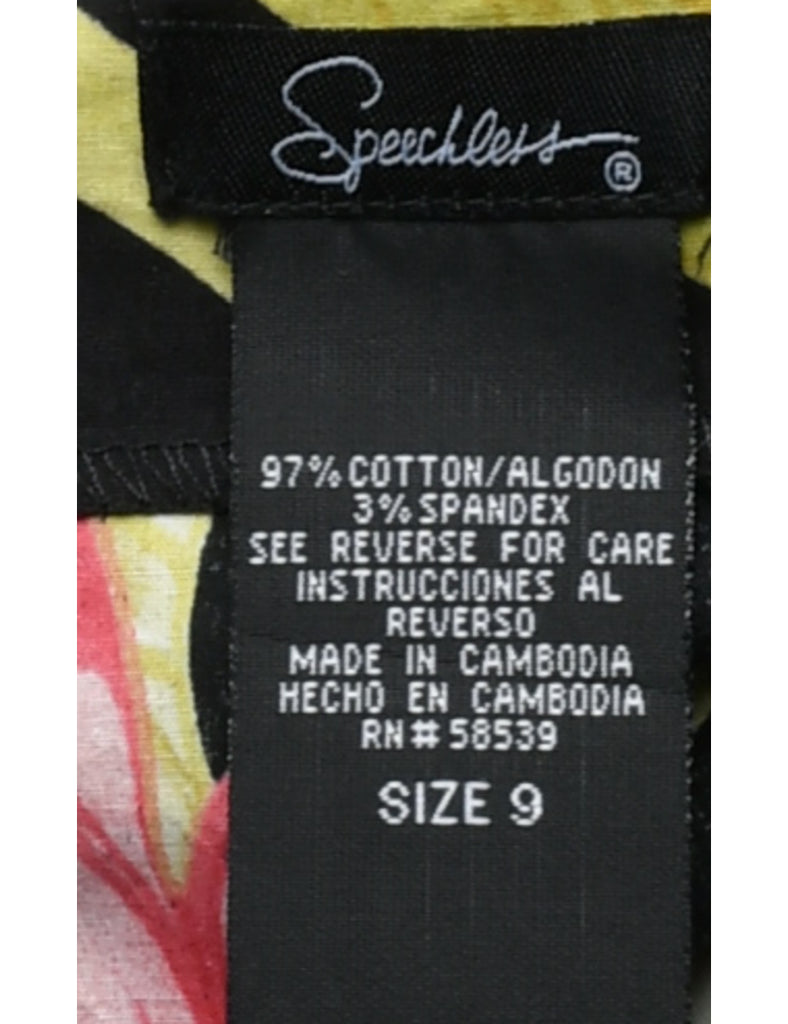 Speechless ®
97% COTTON/ALGODON
3% SPANDEX
SEE REVERSE FOR CARE
INSTRUCCIONES AL
REVERSO
MADE IN CAMBODIA
HECHO EN CAMBODIA
RN# 58539
SIZE 9